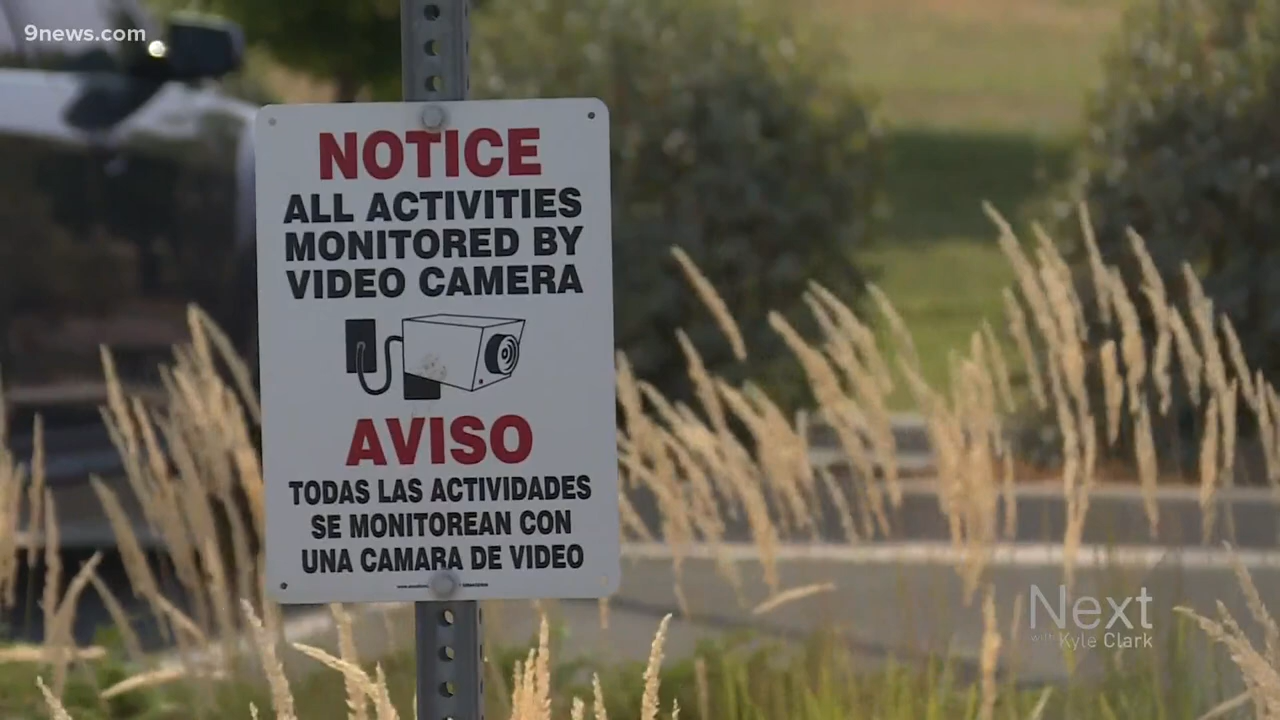 9news.com
NOTICE
ALL ACTIVITIES
MONITORED BY
VIDEO CAMERA
AVISO
TODAS LAS ACTIVIDADES
SE MONITOREAN CON
UNA CAMARA DE VIDEO
Next
with Kyle Clark